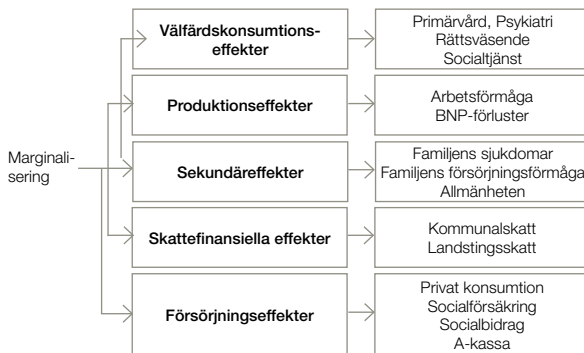 Marginali-
sering
Välfärdskonsumtions-
effekter
Primärvård, Psykiatri
Rättsväsende
Socialtjänst
Produktionseffekter
Arbetsförmåga
BNP-förluster
Sekundäreffekter
Familjens sjukdomar
Familjens försörjningsförmåga
Allmänheten
Skattefinansiella effekter
Kommunalskatt
Landstingsskatt
Försörjningseffekter
Privat konsumtion
Socialförsäkring
Socialbidrag
A-kassa